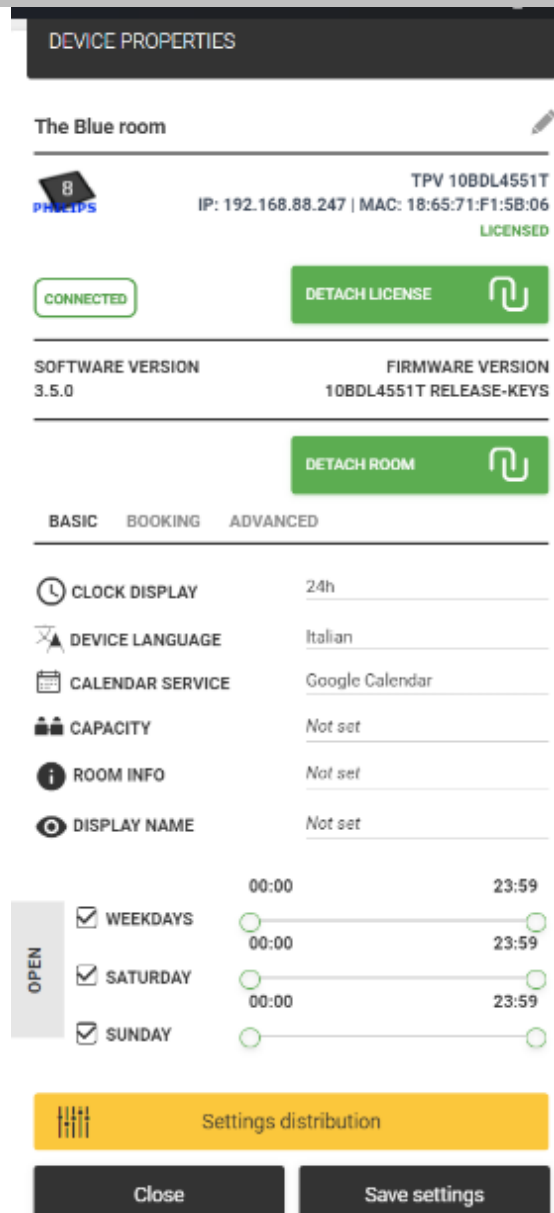 DEVICE PROPERTIES
The Blue room
8
PHILIPS
TPV 10BDL4551T
IP: 192.168.88.247 | MAC: 18:65:71:F1:5B:06
LICENSED
CONNECTED
DETACH LICENSE
SOFTWARE VERSION
3.5.0
FIRMWARE VERSION
10BDL4551T RELEASE-KEYS
DETACH ROOM
BASIC BOOKING ADVANCED
CLOCK DISPLAY 24h
DEVICE LANGUAGE Italian
CALENDAR SERVICE Google Calendar
CAPACITY Not set
ROOM INFO Not set
DISPLAY NAME Not set
OPEN
00:00 23:59
WEEKDAYS
00:00 23:59
SATURDAY
00:00 23:59
SUNDAY
Settings distribution
Close Save settings